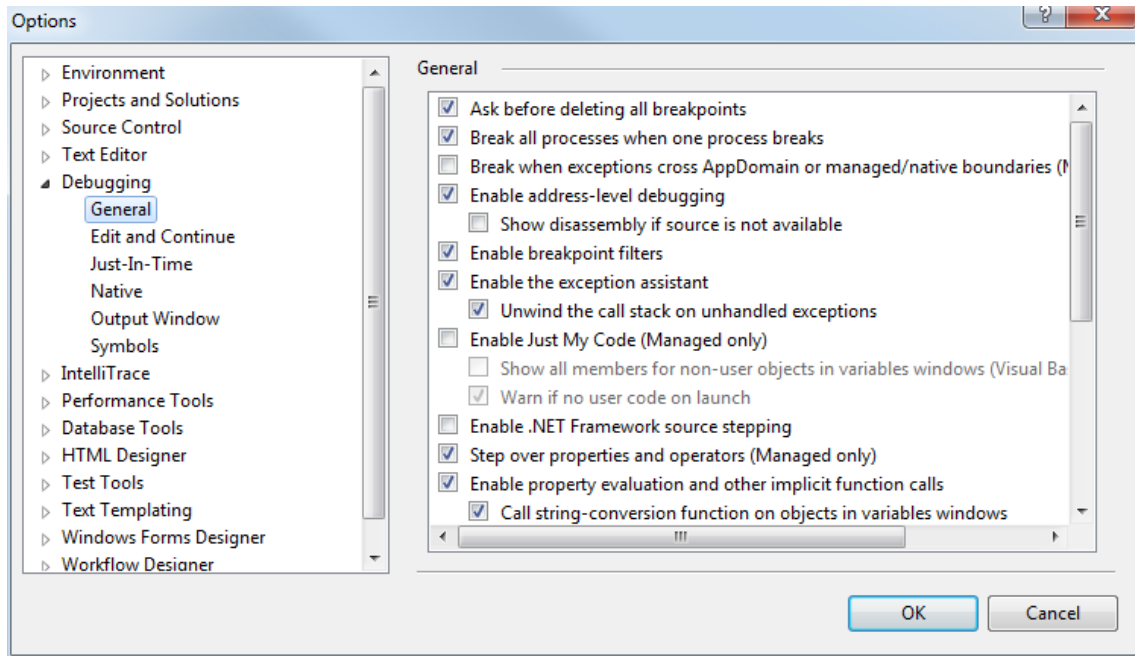 Options
Environment
Projects and Solutions
Source Control
Text Editor
Debugging
General
Edit and Continue
Just-In-Time
Native
Output Window
Symbols
IntelliTrace
Performance Tools
Database Tools
HTML Designer
Test Tools
Text Templating
Windows Forms Designer
Workflow Designer
General
Ask before deleting all breakpoints
Break all processes when one process breaks
Break when exceptions cross AppDomain or managed/native boundaries (M
Enable address-level debugging
Show disassembly if source is not available
Enable breakpoint filters
Enable the exception assistant
Unwind the call stack on unhandled exceptions
Enable Just My Code (Managed only)
Show all members for non-user objects in variables windows (Visual Ba
Warn if no user code on launch
Enable .NET Framework source stepping
Step over properties and operators (Managed only)
Enable property evaluation and other implicit function calls
Call string-conversion function on objects in variables windows
OK
Cancel